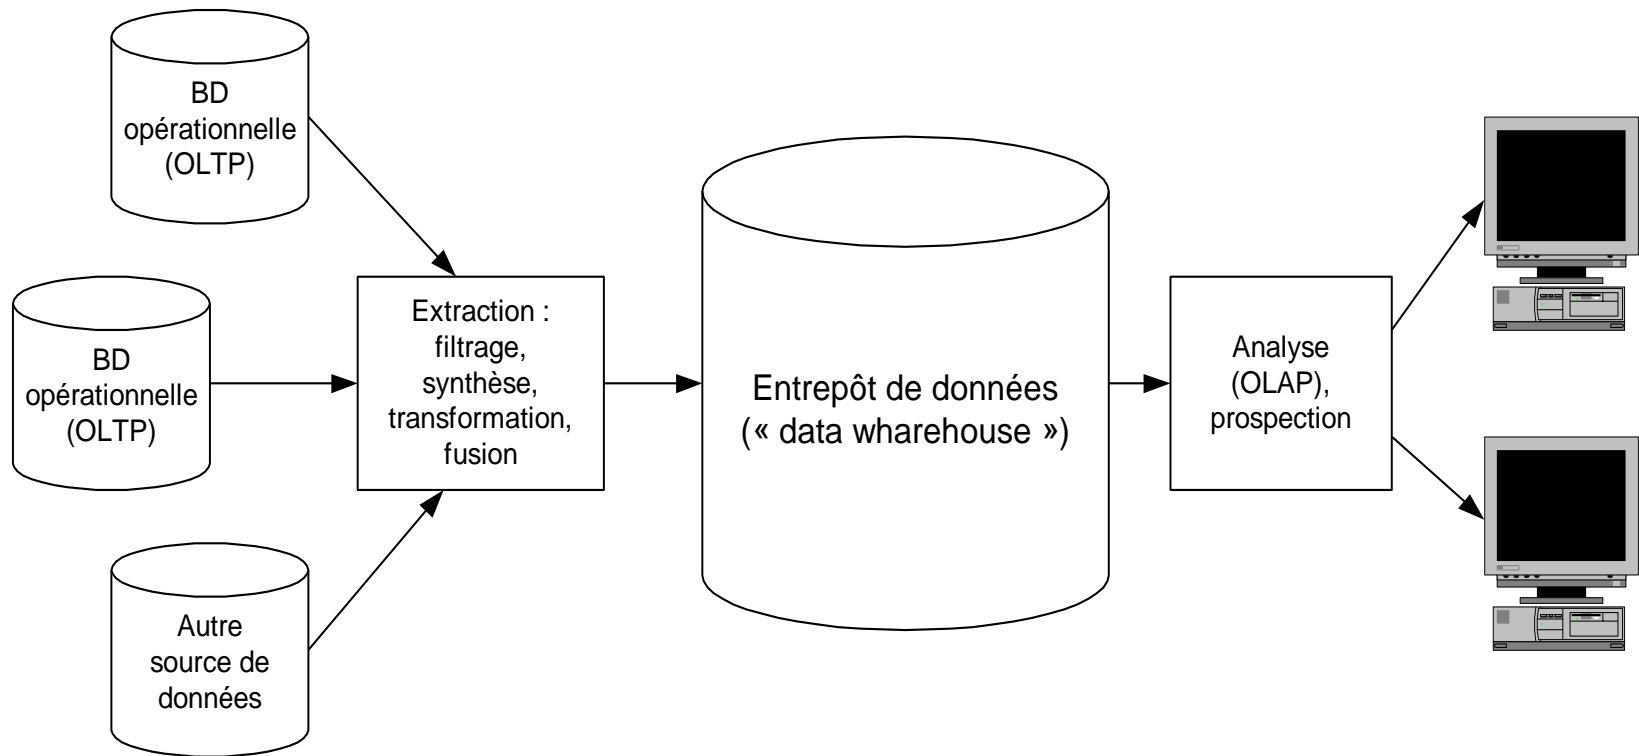 BD
opérationnelle
(OLTP)
BD
opérationnelle
(OLTP)
Autre
source de
données
Extraction :
filtrage,
synthèse,
transformation,
fusion
Entrepôt de données
(« data wharehouse »)
Analyse
(OLAP),
prospection